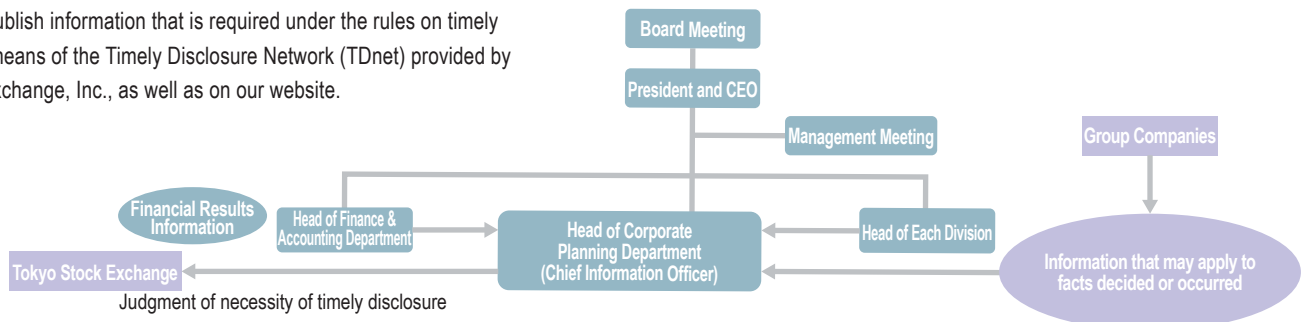 ublish information that is required under the rules on timely
neans of the Timely Disclosure Network (TDnet) provided by
xchange, Inc., as well as on our website.
Board Meeting
President and CEO
Management Meeting
Group Companies
Financial Results
Information
Head of Finance &
Accounting Department
Head of Corporate
Planning Department
(Chief Information Officer)
Head of Each Division
Information that may apply to
facts decided or occurred
Tokyo Stock Exchange
Judgment of necessity of timely disclosure